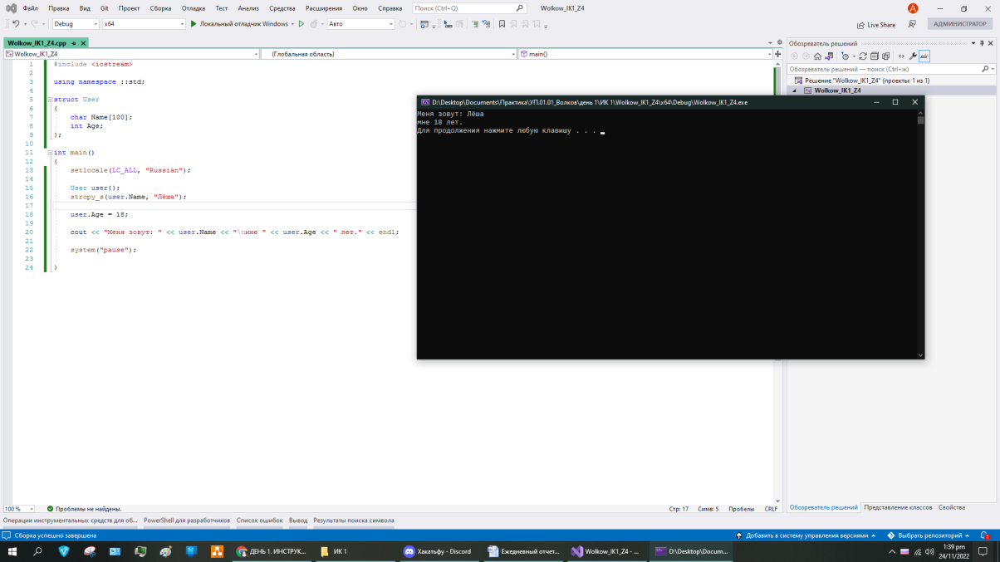 Файл Правка Вид Git Проект Сборка Отладка Тест Анализ Средства Расширения Окно Справка Поиск (Ctrl+Q) Wolkow_IK1_Z4 A
Debug x64 Локальный отладчик Windows Авто Live Share АДМИНИСТРАТОР
Wolkow_IK1_Z4.cpp
Wolkow_IK1_Z4 (Глобальная область) main()
1 #include <iostream>
2
3 using namespace ::std;
4
5 struct User
6 {
7 char Name[100];
8 int Age;
9 };
10
11 int main()
12 {
13 setlocale(LC_ALL, "Russian");
14
15 User user{};
16 strcpy_s(user.Name, "Лёша");
17
18 user.Age = 18;
19
20 cout << "Меня зовут: " << user.Name << "\nмне " << user.Age << " лет." << endl;
21
22 system("pause");
23
24 }
Обозреватель решений
Обозреватель решений — поиск (Ctrl+ж)
Решение "Wolkow_IK1_Z4" (проекты: 1 из 1)
Wolkow_IK1_Z4
D:\Desktop\Documents\Практика\УП.01.01_Волков\день 1\ИК 1\Wolkow_IK1_Z4\x64\Debug\Wolkow_IK1_Z4.exe
Меня зовут: Лёша
мне 18 лет.
Для продолжения нажмите любую клавишу . . .
100 % Проблемы не найдены. Стр: 17 Симв: 5 Пробелы CRLF
Обозреватель решений Представление классов Свойства
Операции инструментальных средств для об... PowerShell для разработчиков Список ошибок Вывод Результаты поиска символа
Сборка успешно завершена Добавить в систему управления версиями Выбрать репозиторий 1
ДЕНЬ 1. ИНСТРУК... ИК 1 Хакатьфу - Discord Ежедневный отчет... Wolkow_IK1_Z4 - ... D:\Desktop\Docum...
1:39 pm
24/11/2022